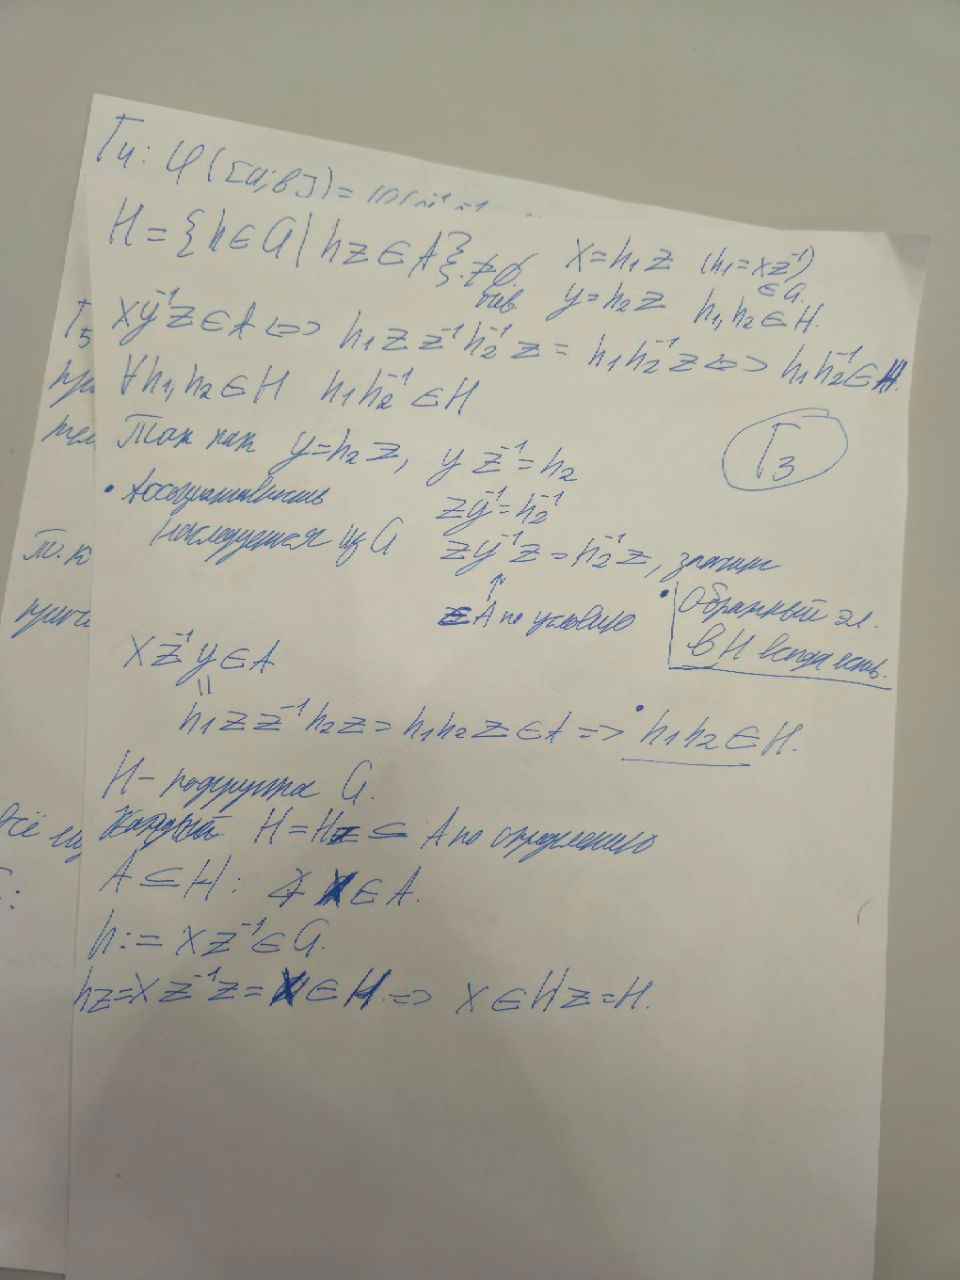 Г4: φ([a;b]) =
H = {h ∈ G | hz ∈ A} ≠ ∅. x = h₁z (h₁ = xz⁻¹)
∈ G.
y = h₂z h₁, h₂ ∈ H.
xy⁻¹z ∈ A ⇔ h₁zz⁻¹h₂⁻¹z = h₁h₂⁻¹z ⇔ h₁h₂⁻¹ ∈ H.
∀h₁, h₂ ∈ H h₁h₂⁻¹ ∈ H
Г3
Так как y = h₂z, yz⁻¹ = h₂
• Ассоциативность zy⁻¹ = h₂⁻¹
наследуется из G zy⁻¹z = h₂⁻¹z, значит
∈ A по условию • Обратный эл.
в H всегда есть.
xz⁻¹y ∈ A
||
h₁zz⁻¹h₂z = h₁h₂z ∈ A => • h₁h₂ ∈ H.
H – подгруппа G.
Каждый H = Hz ⊆ A по определению
A ⊆ H: x ∈ A.
h := xz⁻¹ ∈ G.
hz = xz⁻¹z = x ∈ H => x ∈ Hz = H.
Г5
Т.к
Всё